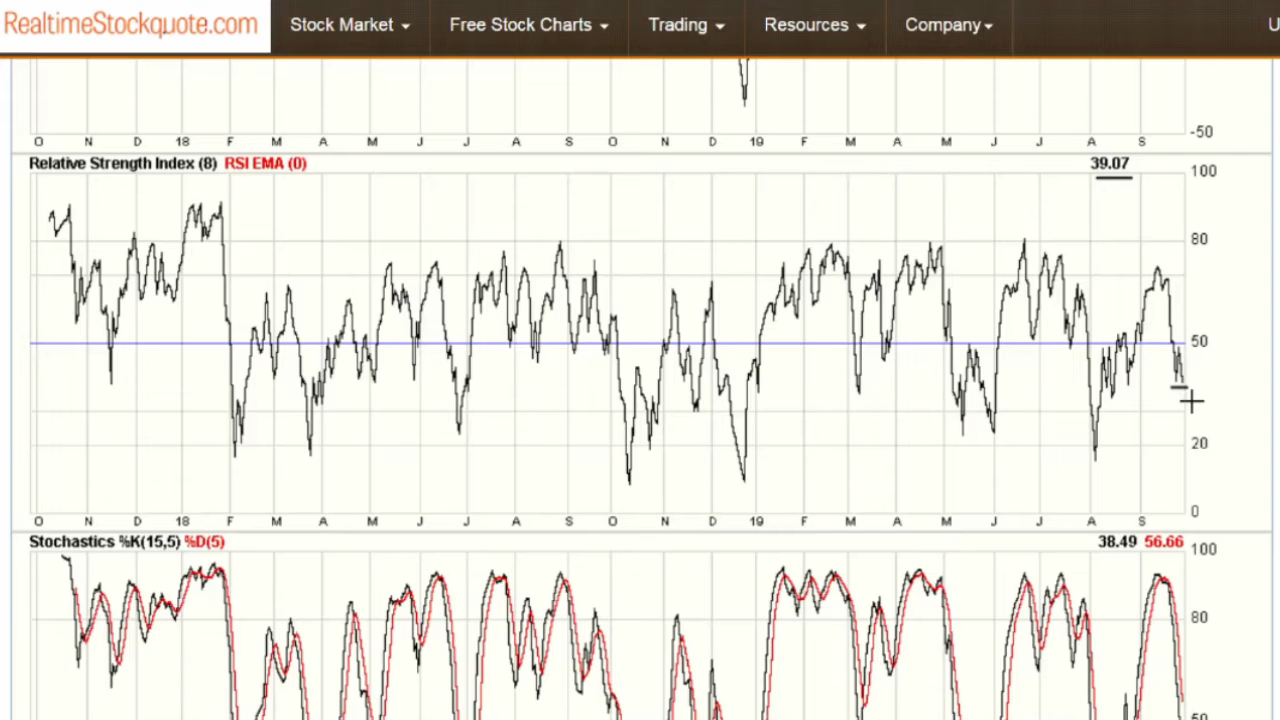 RealtimeStockquote.com Stock Market Free Stock Charts Trading Resources Company U
-50
O N D 18 F M A M J J A S O N D 19 F M A M J J A S
Relative Strength Index (8) RSI EMA (0) 39.07 100
80
50
20
0
O N D 18 F M A M J J A S O N D 19 F M A M J J A S
Stochastics %K(15,5) %D(5) 38.49 56.66 100
80
50